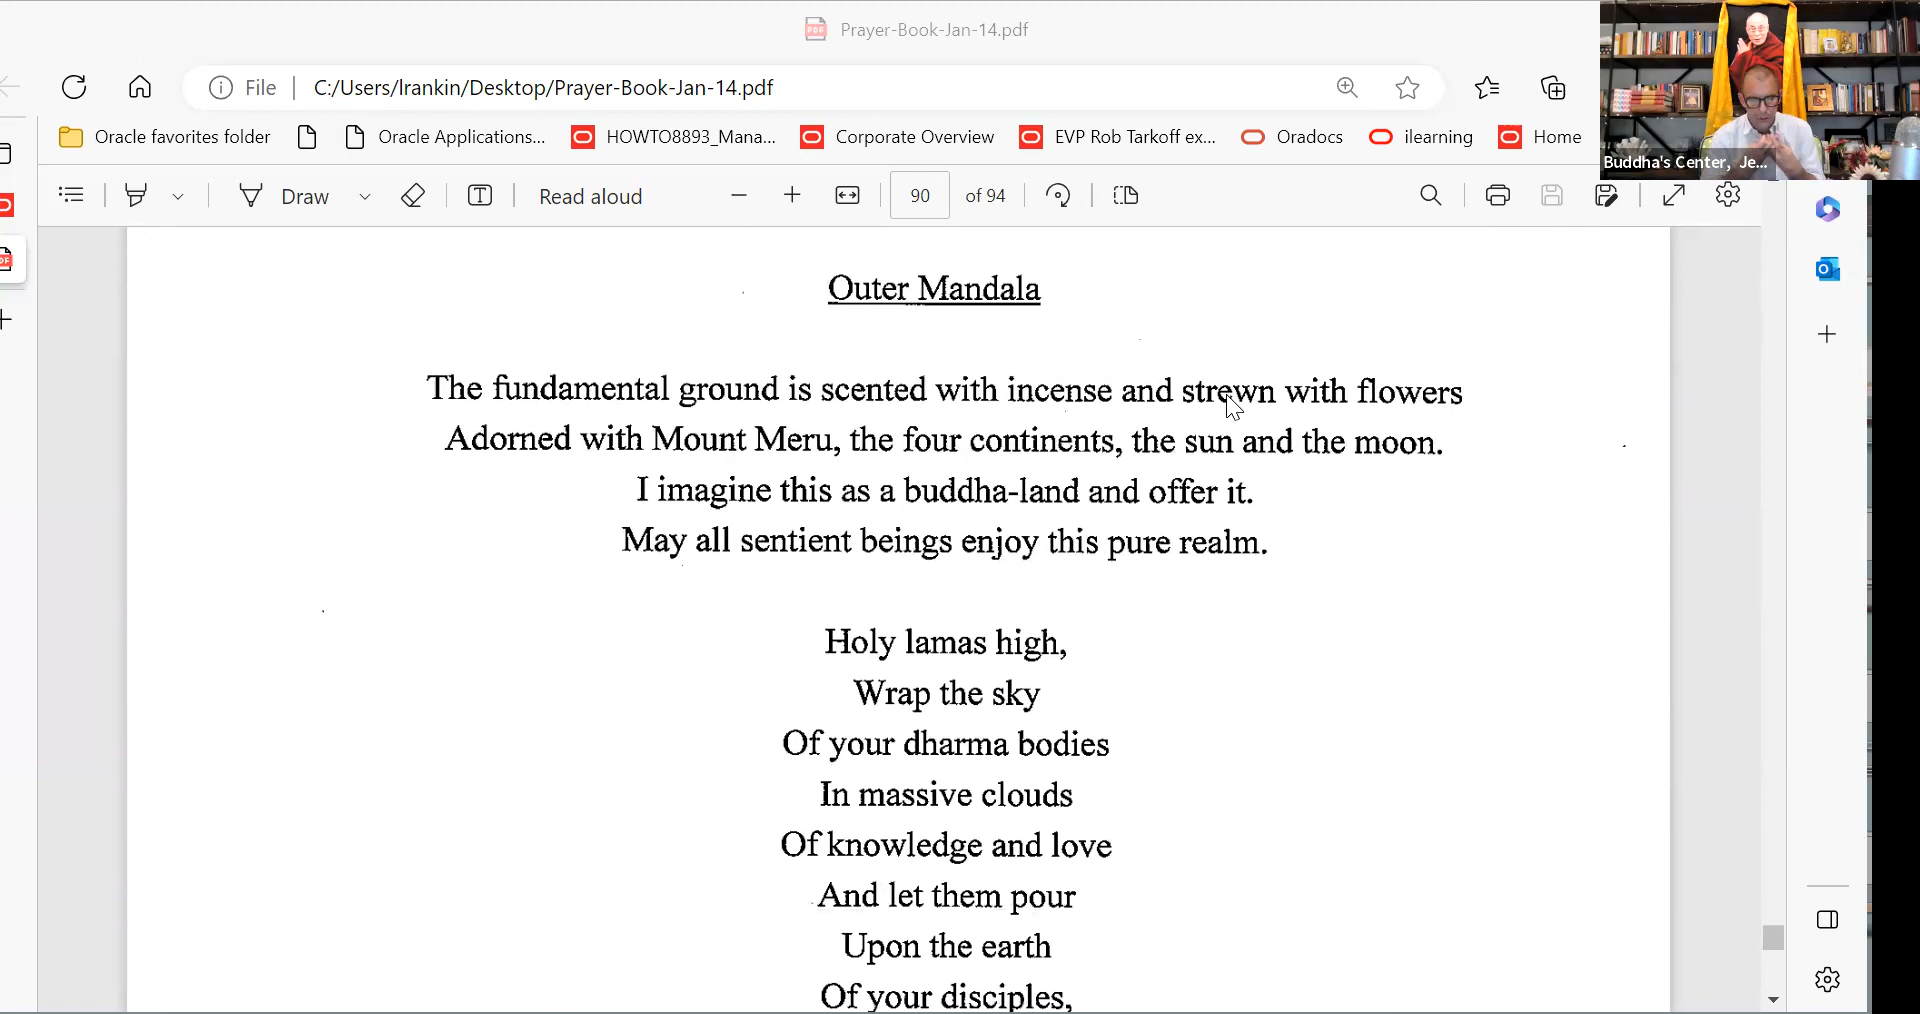 Prayer-Book-Jan-14.pdf
File
C:/Users/lrankin/Desktop/Prayer-Book-Jan-14.pdf
Oracle favorites folder
Oracle Applications...
HOWTO8893_Mana...
Corporate Overview
EVP Rob Tarkoff ex...
Oradocs
ilearning
Home
Buddha's Center, Je...
Draw
Read aloud
90
of 94
Outer Mandala
The fundamental ground is scented with incense and strewn with flowers
Adorned with Mount Meru, the four continents, the sun and the moon.
I imagine this as a buddha-land and offer it.
May all sentient beings enjoy this pure realm.
Holy lamas high,
Wrap the sky
Of your dharma bodies
In massive clouds
Of knowledge and love
And let them pour
Upon the earth
Of your disciples,